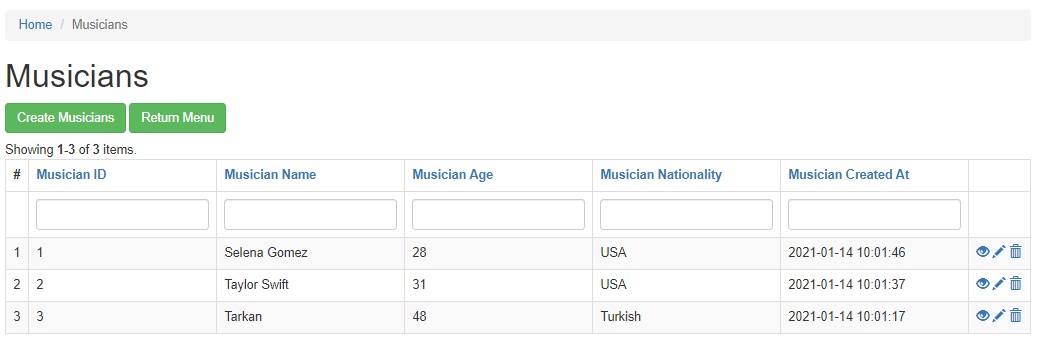 Home / Musicians
Musicians
Create Musicians Return Menu
Showing 1-3 of 3 items.
# Musician ID Musician Name Musician Age Musician Nationality Musician Created At
1 1 Selena Gomez 28 USA 2021-01-14 10:01:46
2 2 Taylor Swift 31 USA 2021-01-14 10:01:37
3 3 Tarkan 48 Turkish 2021-01-14 10:01:17